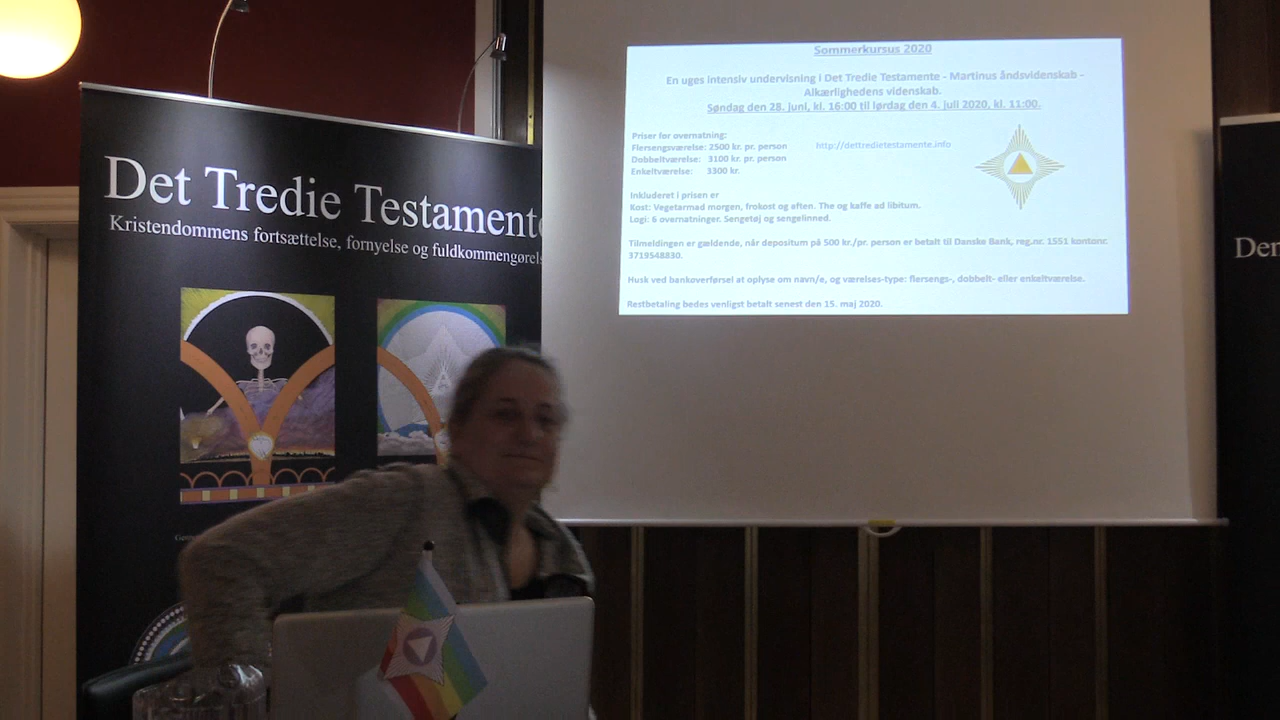 Det Tredie Testamente
Kristendommens fortsættelse, fornyelse og fuldkommengørels
Sommerkursus 2020
En uges intensiv undervisning i Det Tredie Testamente - Martinus åndsvidenskab -
Alkærlighedens videnskab.
Søndag den 28. juni, kl. 16:00 til lørdag den 4. juli 2020, kl. 11:00.
Priser for overnatning:
Flersengsværelse: 2500 kr. pr. person
http://dettredietestamente.info
Dobbeltværelse: 3100 kr. pr. person
Enkeltværelse: 3300 kr.
Inkluderet i prisen er
Kost: Vegetarmad morgen, frokost og aften. The og kaffe ad libitum.
Logi: 6 overnatninger. Sengetøj og sengelinned.
Tilmeldingen er gældende, når depositum på 500 kr./pr. person er betalt til Danske Bank, reg.nr. 1551 kontonr.
3719548830.
Husk ved bankoverførsel at oplyse om navn/e, og værelses-type: flersengs-, dobbelt- eller enkeltværelse.
Restbetaling bedes venligst betalt senest den 15. maj 2020.